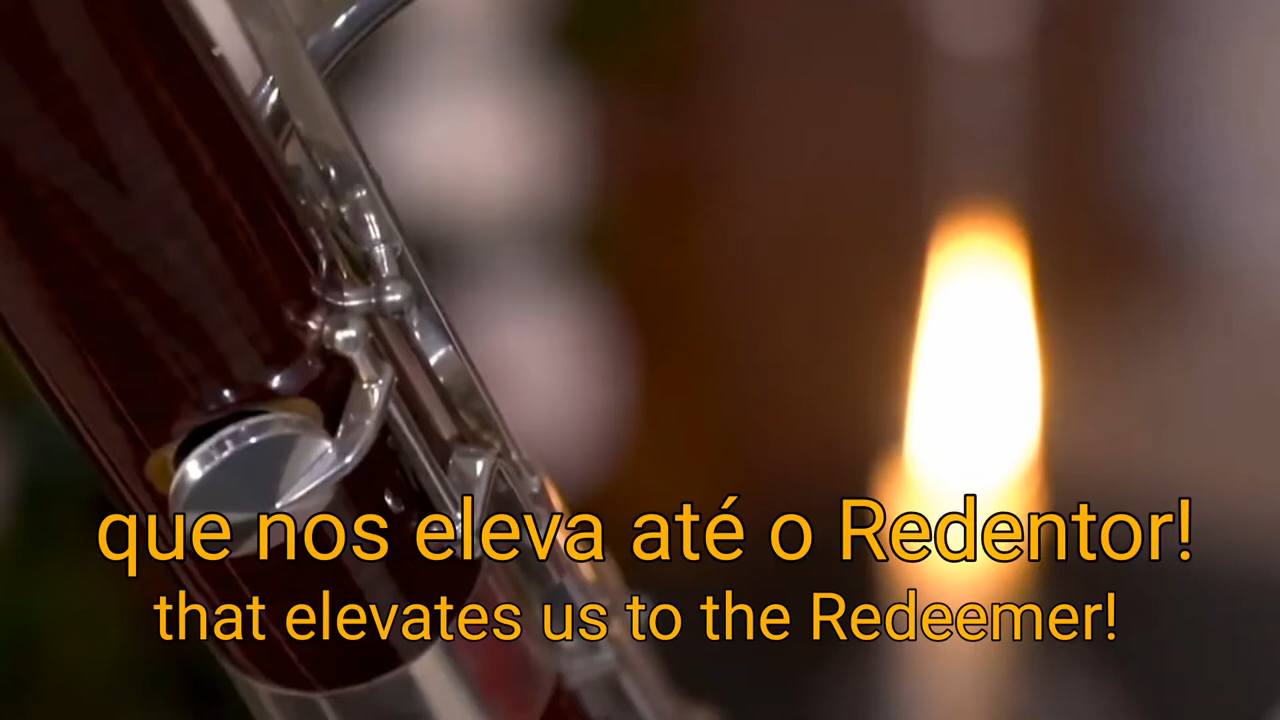 que nos eleva até o Redentor!
that elevates us to the Redeemer!